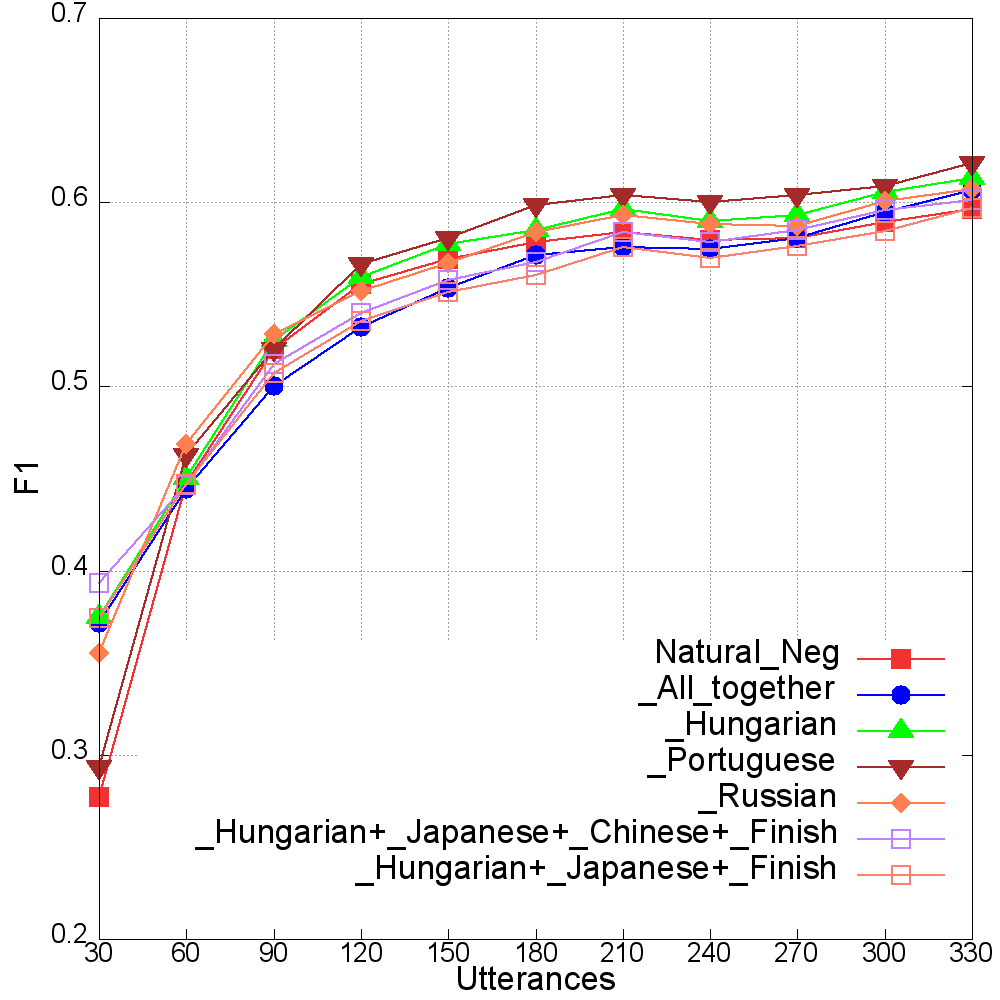 0.7
0.6
0.5
0.4
0.3
0.2
F1
Natural_Neg
_All_together
_Hungarian
_Portuguese
_Russian
_Hungarian+_Japanese+_Chinese+_Finish
_Hungarian+_Japanese+_Finish
30 60 90 120 150 180 210 240 270 300 330
Utterances